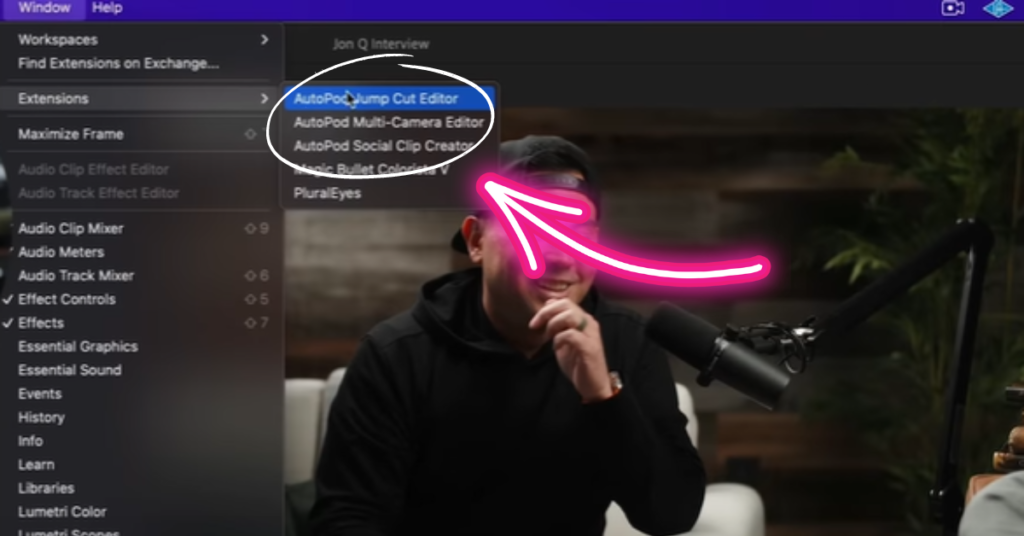 Window Help
Workspaces
Find Extensions on Exchange...
Extensions
Maximize Frame
Audio Clip Effect Editor
Audio Track Effect Editor
Audio Clip Mixer 9
Audio Meters
Audio Track Mixer 6
Effect Controls 5
Effects 7
Essential Graphics
Essential Sound
Events
History
Info
Learn
Libraries
Lumetri Color
Lumetri Scopes
Jon Q Interview
AutoPod Jump Cut Editor
AutoPod Multi-Camera Editor
AutoPod Social Clip Creator
Magic Bullet Colorista V
PluralEyes